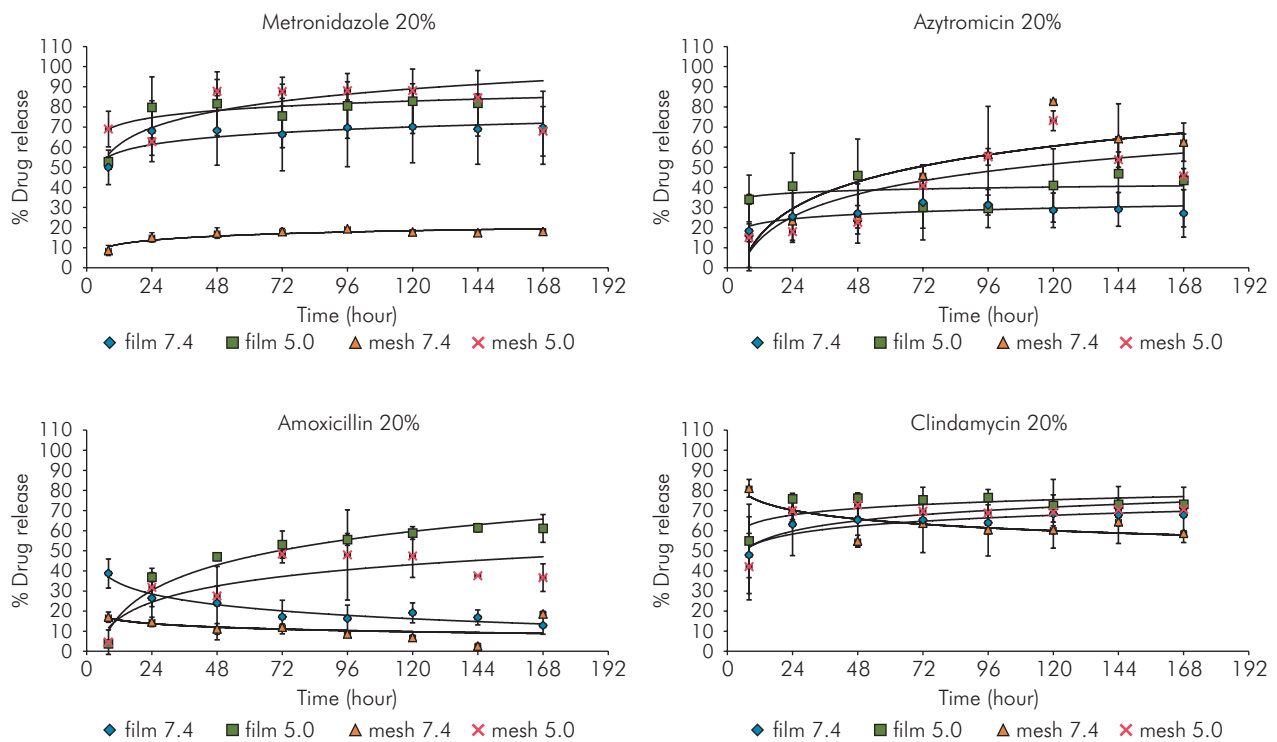 Metronidazole 20%
110
100
90
80
70
60
50
40
30
20
10
0
% Drug release
0 24 48 72 96 120 144 168 192
Time (hour)
film 7.4 film 5.0 mesh 7.4 mesh 5.0
Azytromicin 20%
110
100
90
80
70
60
50
40
30
20
10
0
% Drug release
0 24 48 72 96 120 144 168 192
Time (hour)
film 7.4 film 5.0 mesh 7.4 mesh 5.0
Amoxicillin 20%
110
100
90
80
70
60
50
40
30
20
10
0
% Drug release
0 24 48 72 96 120 144 168 192
Time (hour)
film 7.4 film 5.0 mesh 7.4 mesh 5.0
Clindamycin 20%
110
100
90
80
70
60
50
40
30
20
10
0
% Drug release
0 24 48 72 96 120 144 168 192
Time (hour)
film 7.4 film 5.0 mesh 7.4 mesh 5.0